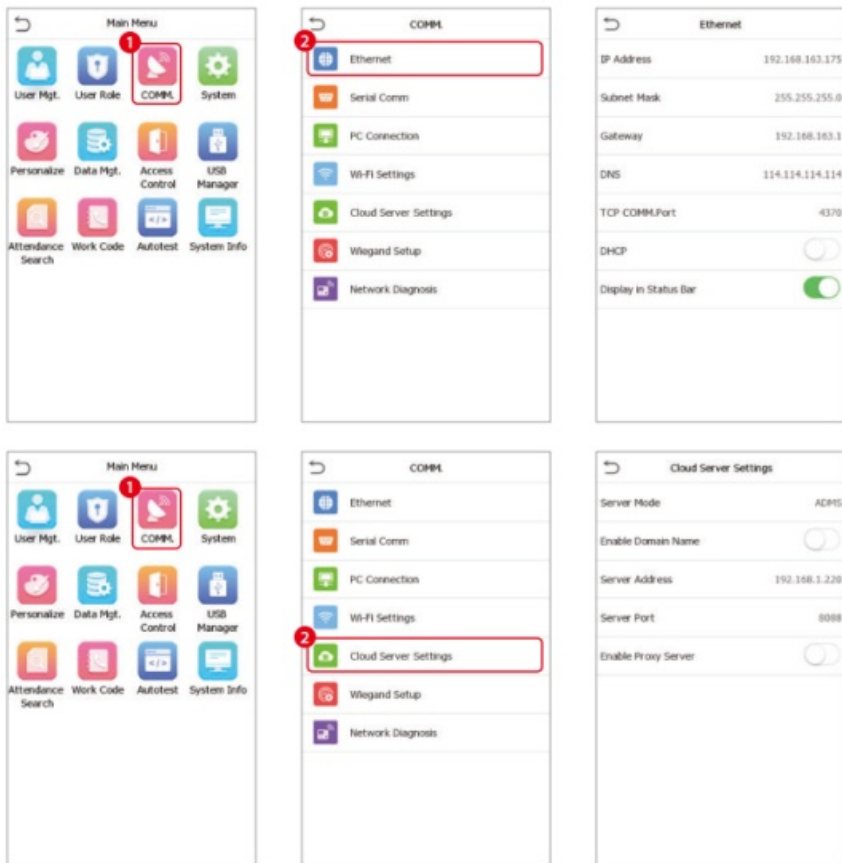 Main Menu
1
User Mgt. User Role COMM. System
Personalize Data Mgt. Access Control USB Manager
Attendance Search Work Code Autotest System Info
COMM.
2
Ethernet
Serial Comm
PC Connection
Wi-Fi Settings
Cloud Server Settings
Wiegand Setup
Network Diagnosis
Ethernet
IP Address 192.168.163.175
Subnet Mask 255.255.255.0
Gateway 192.168.163.1
DNS 114.114.114.114
TCP COMM.Port 4370
DHCP
Display in Status Bar
Main Menu
1
User Mgt. User Role COMM. System
Personalize Data Mgt. Access Control USB Manager
Attendance Search Work Code Autotest System Info
COMM.
Ethernet
Serial Comm
PC Connection
Wi-Fi Settings
2
Cloud Server Settings
Wiegand Setup
Network Diagnosis
Cloud Server Settings
Server Mode ADMS
Enable Domain Name
Server Address 192.168.1.220
Server Port 8088
Enable Proxy Server